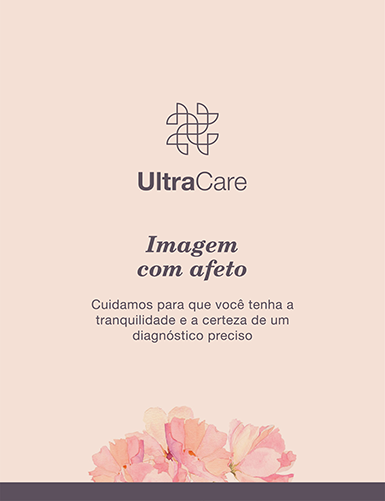 UltraCare
Imagem
com afeto
Cuidamos para que você tenha a
tranquilidade e a certeza de um
diagnóstico preciso